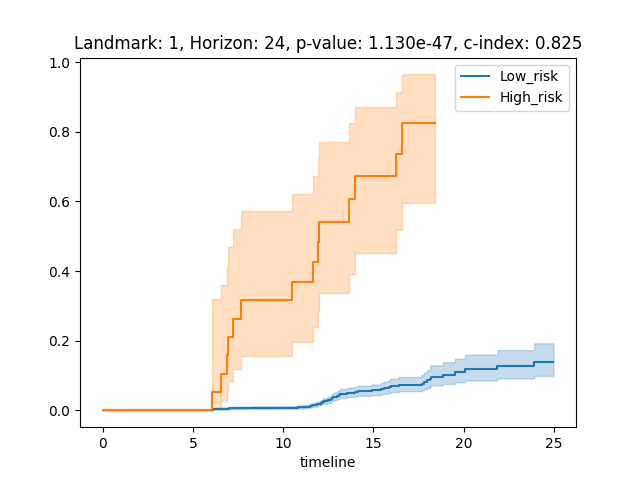 Landmark: 1, Horizon: 24, p-value: 1.130e-47, c-index: 0.825
Low_risk
High_risk
1.0
0.8
0.6
0.4
0.2
0.0
0 5 10 15 20 25
timeline